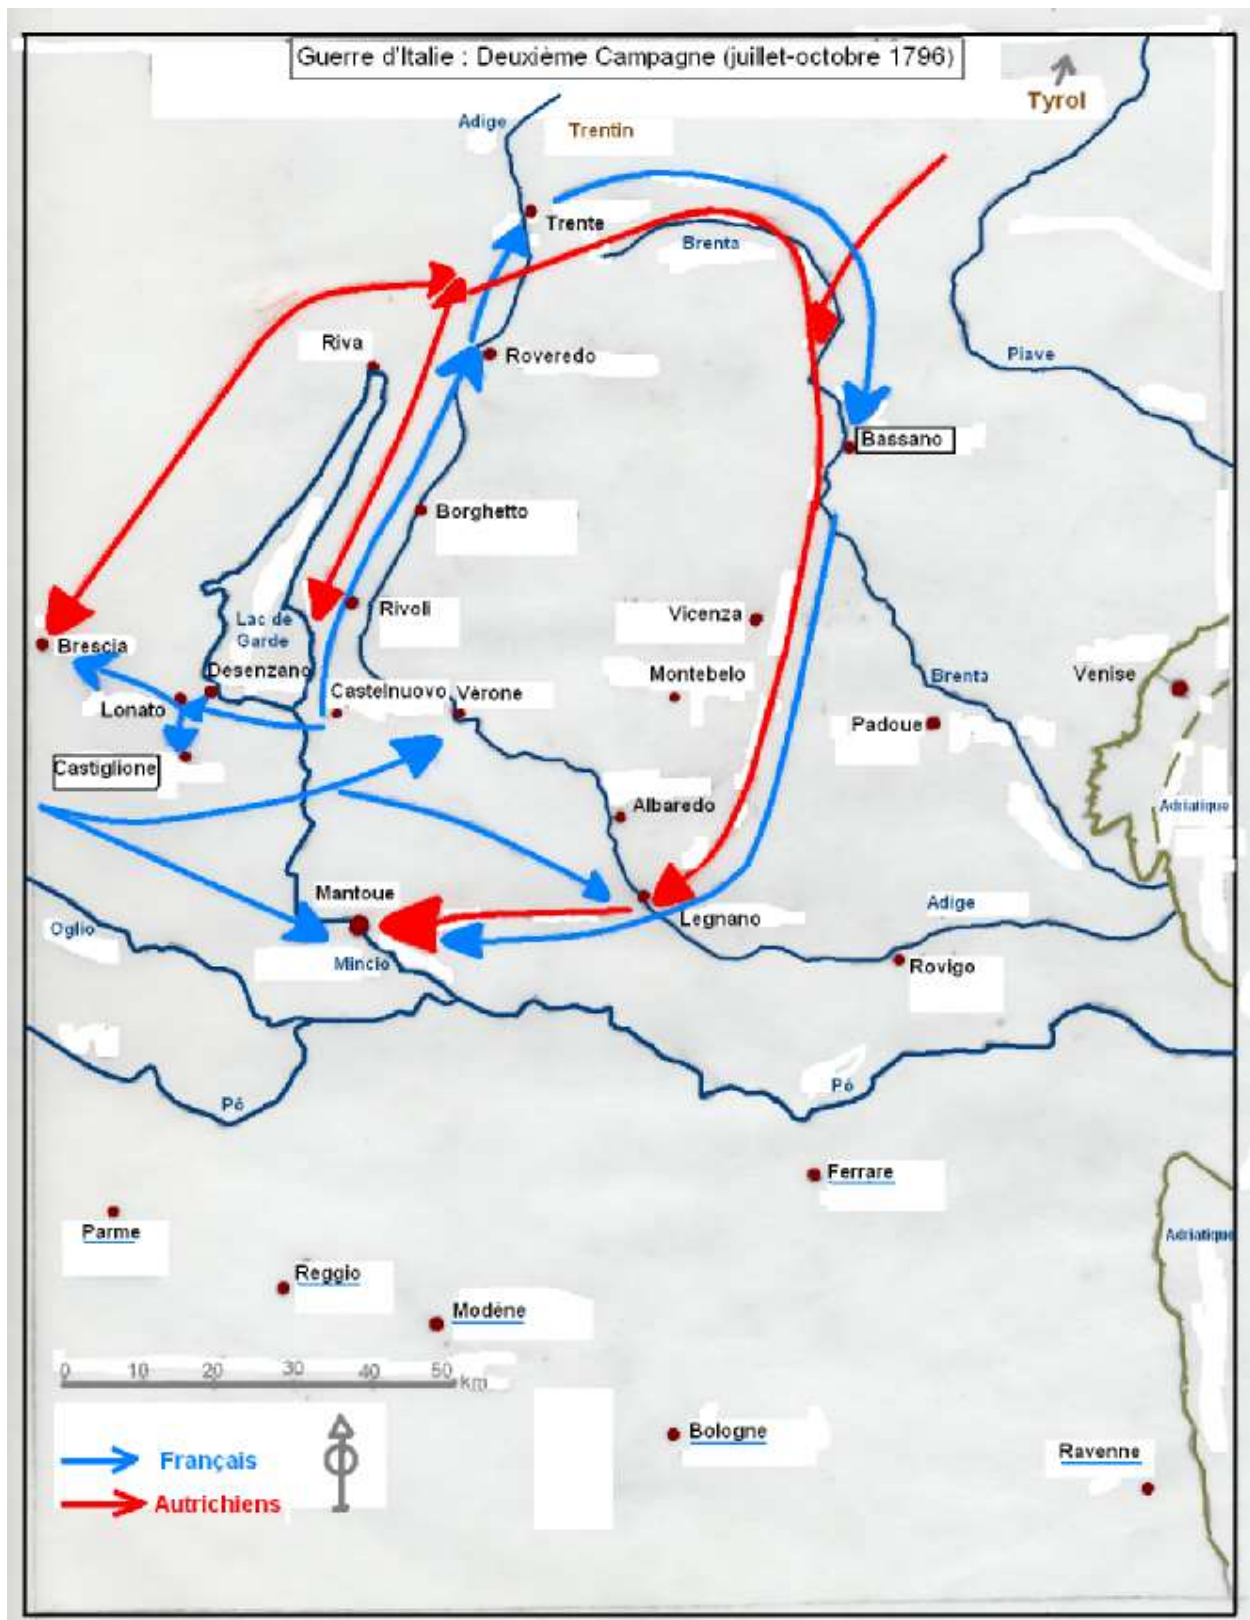 Guerre d'Italie : Deuxième Campagne (juillet-octobre 1796)
Tyrol
Adige
Trentin
Trente
Brenta
Riva
Roveredo
Piave
Bassano
Borghetto
Rivoli
Vicenza
Lac de
Garde
Brescia
Desenzano
Montebelo
Venise
Brenta
Castelnuovo
Vérone
Lonato
Padoue
Castiglione
Albaredo
Adriatique
Mantoue
Legnano
Adige
Oglio
Mincio
Rovigo
Pô
Pô
Ferrare
Parme
Adriatique
Reggio
Modéne
0 10 20 30 40 50
km
Bologne
Ravenne
Français
Autrichiens